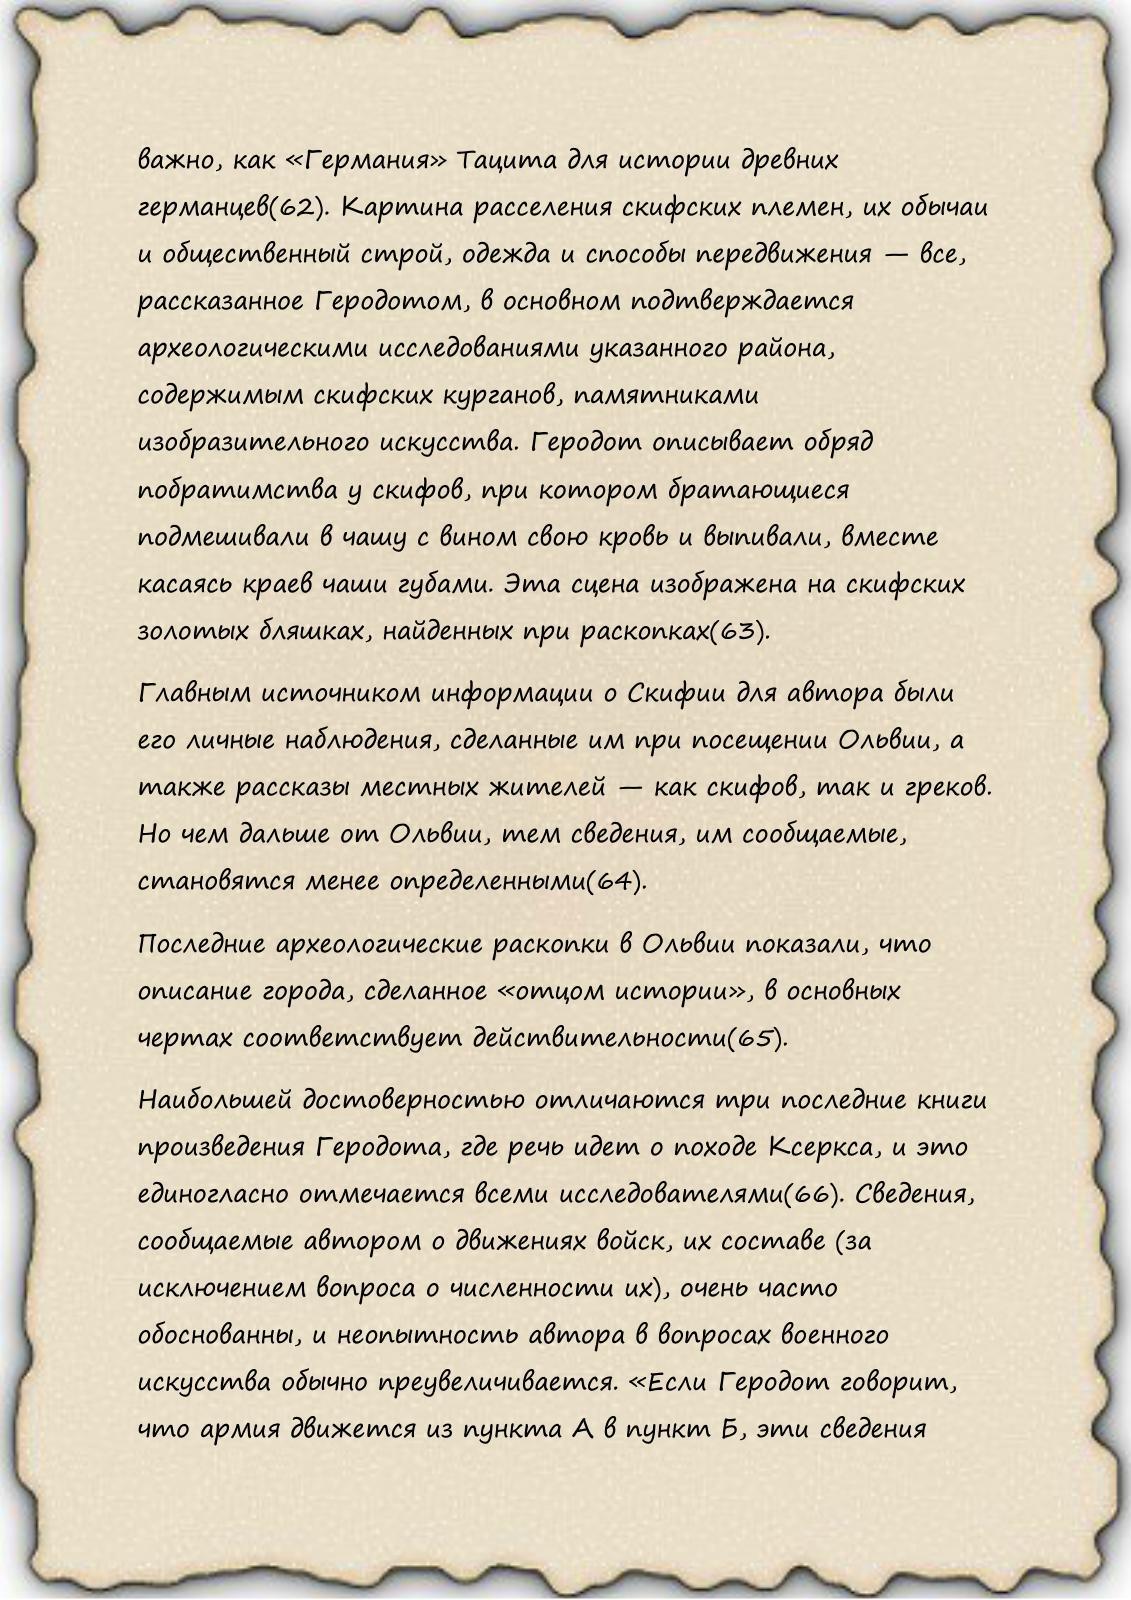 важно, как «Германия» Тацита для истории древних
германцев(62). Картина расселения скифских племен, их обычаи
и общественный строй, одежда и способы передвижения — все,
рассказанное Геродотом, в основном подтверждается
археологическими исследованиями указанного района,
содержимым скифских курганов, памятниками
изобразительного искусства. Геродот описывает обряд
побратимства у скифов, при котором братающиеся
подмешивали в чашу с вином свою кровь и выпивали, вместе
касаясь краев чаши губами. Эта сцена изображена на скифских
золотых бляшках, найденных при раскопках(63).
Главным источником информации о Скифии для автора были
его личные наблюдения, сделанные им при посещении Ольвии, а
также рассказы местных жителей — как скифов, так и греков.
Но чем дальше от Ольвии, тем сведения, им сообщаемые,
становятся менее определенными(64).
Последние археологические раскопки в Ольвии показали, что
описание города, сделанное «отцом истории», в основных
чертах соответствует действительности(65).
Наибольшей достоверностью отличаются три последние книги
произведения Геродота, где речь идет о походе Ксеркса, и это
единогласно отмечается всеми исследователями(66). Сведения,
сообщаемые автором о движениях войск, их составе (за
исключением вопроса о численности их), очень часто
обоснованны, и неопытность автора в вопросах военного
искусства обычно преувеличивается. «Если Геродот говорит,
что армия движется из пункта А в пункт Б, эти сведения